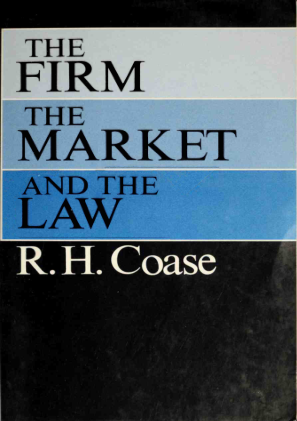 THE
FIRM
THE
MARKET
AND THE
LAW
R. H. Coase